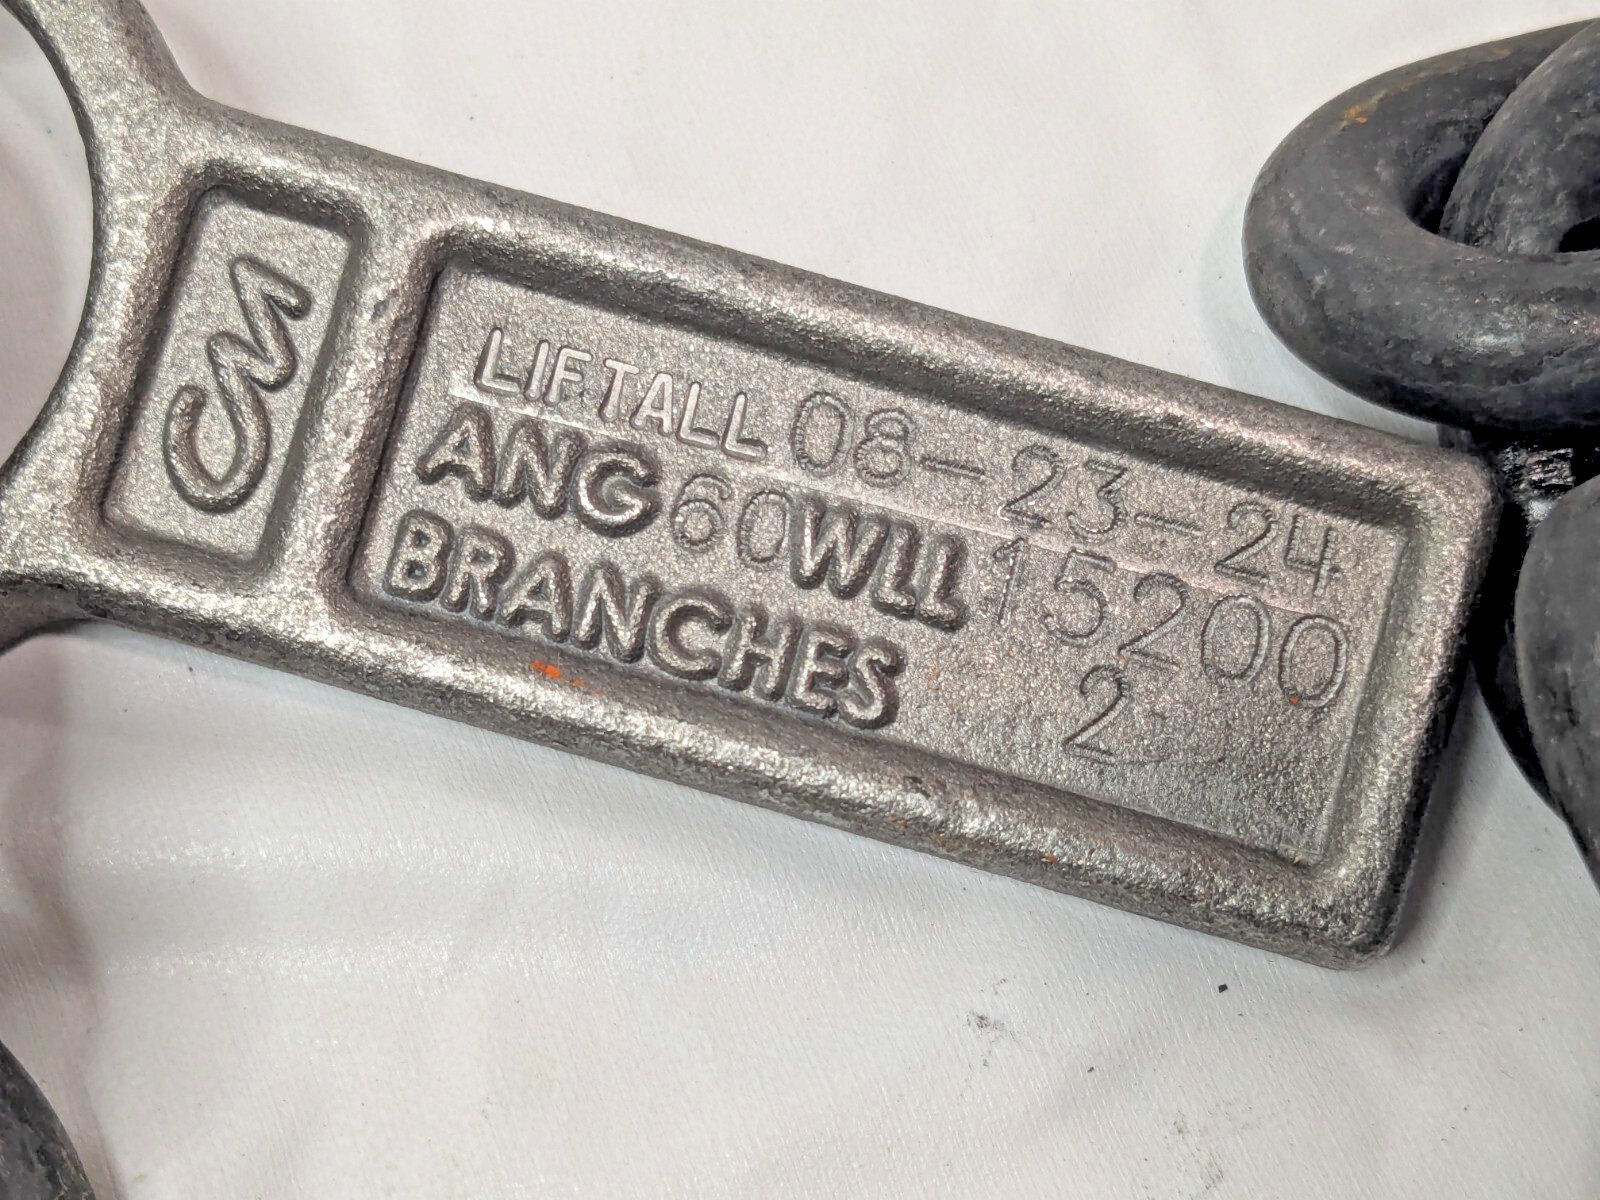 CM
LIFTALL 08-23-24
ANG 60 WLL 15200
BRANCHES 2